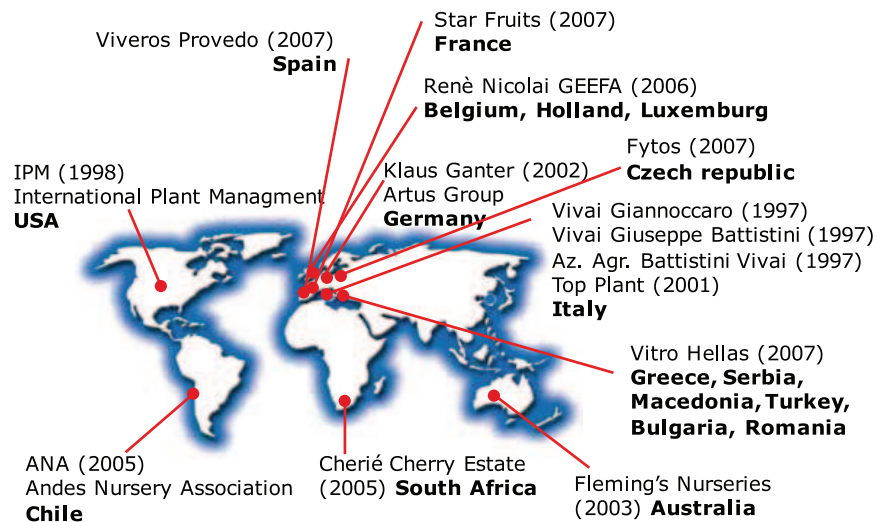 Viveros Provedo (2007)
Spain
Star Fruits (2007)
France
Renè Nicolai GEEFA (2006)
Belgium, Holland, Luxemburg
Fytos (2007)
Czech republic
IPM (1998)
International Plant Managment
USA
Klaus Ganter (2002)
Artus Group
Germany
Vivai Giannoccaro (1997)
Vivai Giuseppe Battistini (1997)
Az. Agr. Battistini Vivai (1997)
Top Plant (2001)
Italy
Vitro Hellas (2007)
Greece, Serbia,
Macedonia, Turkey,
Bulgaria, Romania
ANA (2005)
Andes Nursery Association
Chile
Cherié Cherry Estate
(2005) South Africa
Fleming's Nurseries
(2003) Australia